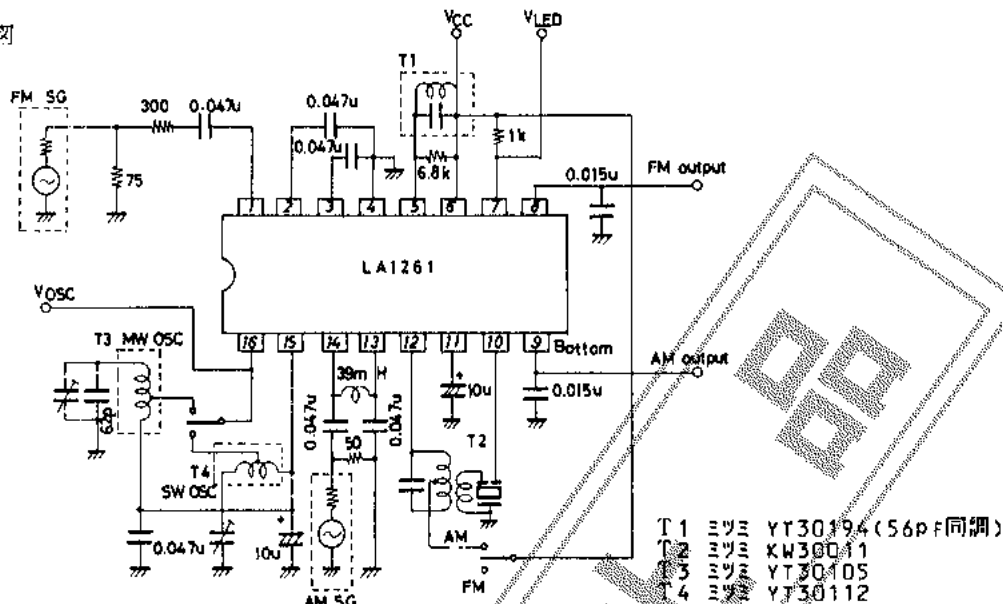 図
VCC
VLED
T1
FM SG
300
0.047u
0.047u
0.047u
75
6.8k
1k
0.015u
FM output
1 2 3 4 5 6 7 8
LA1261
VOSC
16 15 14 13 12 11 10 9
Bottom
T3 MW OSC
39m H
AM output
0.047u
0.047u
10u
0.015u
50
T2
T4
SW OSC
AM
0.047u
10u
FM
AM SG
T1 ミツミ YT30194(56pF同調)
T2 ミツミ KW30011
T3 ミツミ YT30105
T4 ミツミ YT30112